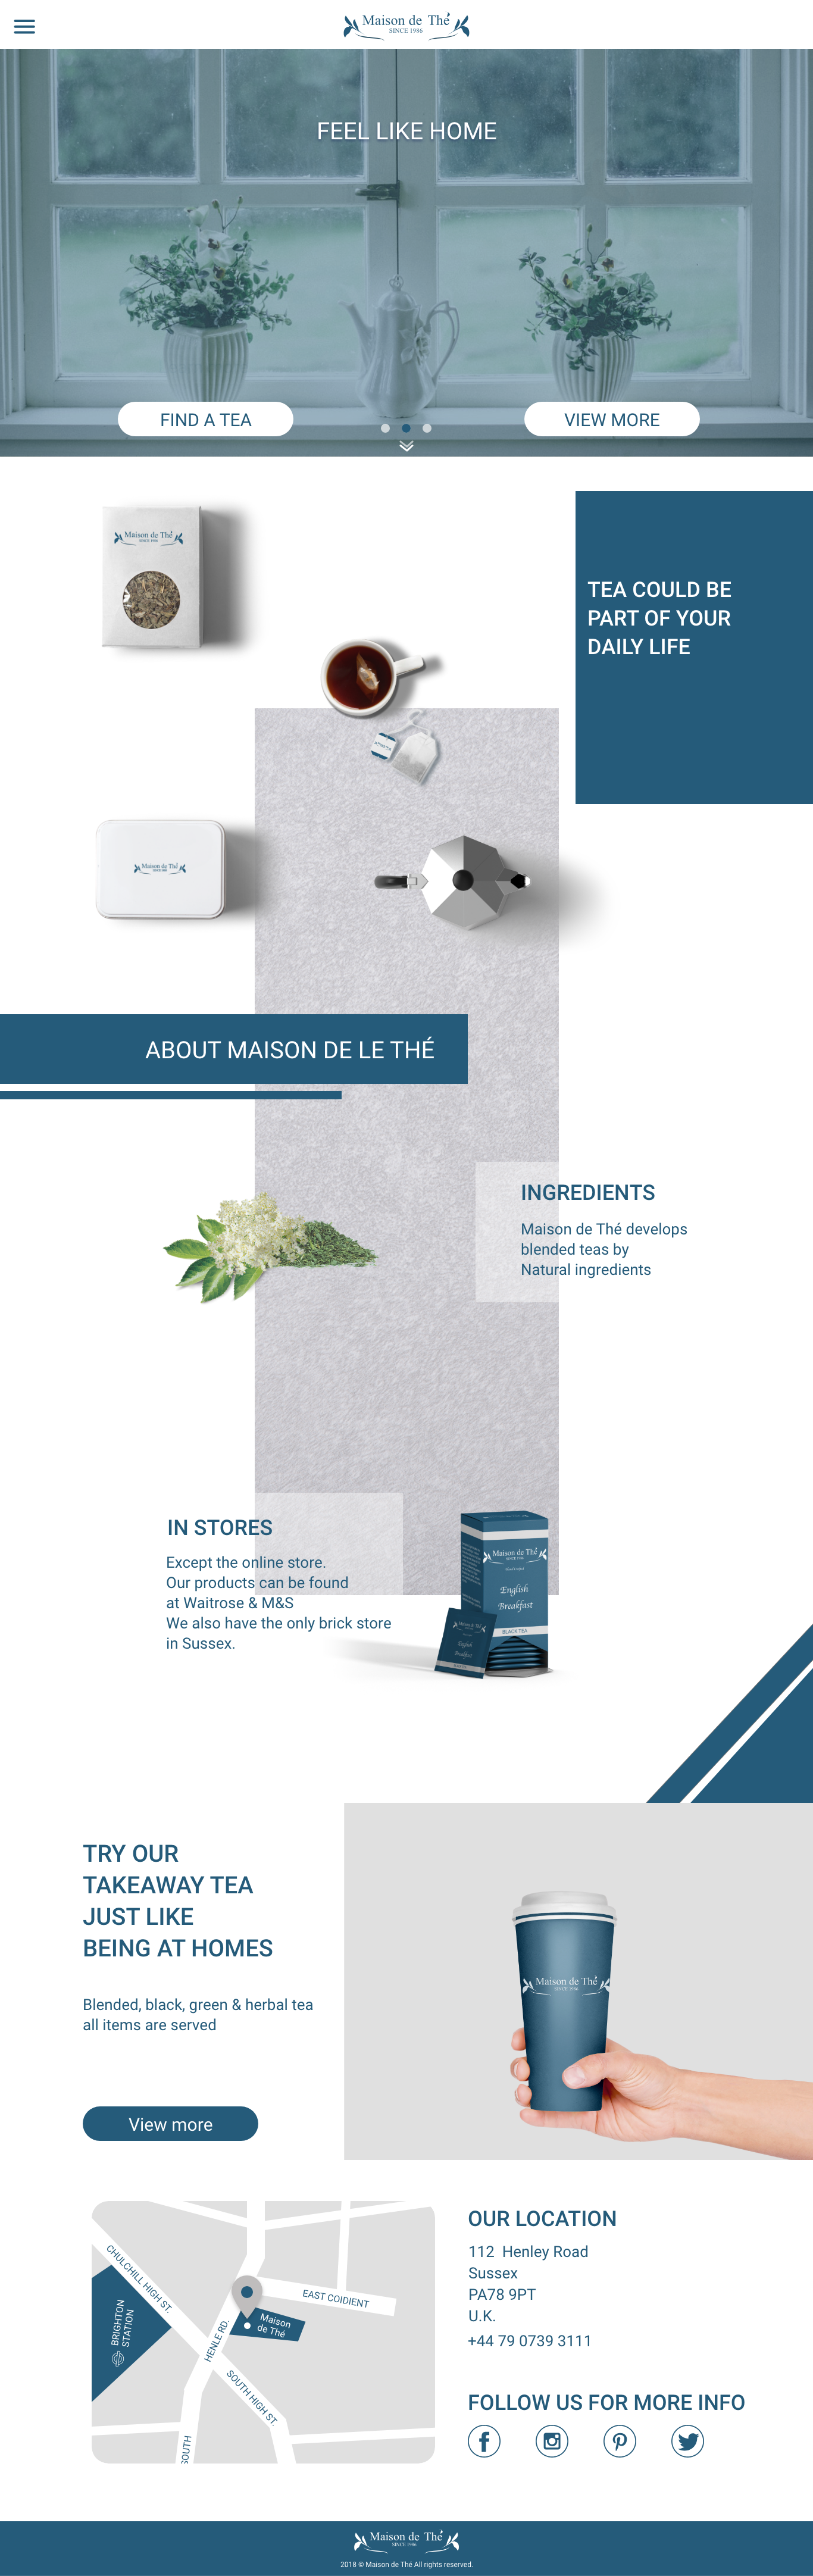 Maison de Thé
SINCE 1986
FEEL LIKE HOME
FIND A TEA
VIEW MORE
Maison de Thé
SINCE 1986
TEA COULD BE
PART OF YOUR
DAILY LIFE
Maison de Thé
SINCE 1986
ABOUT MAISON DE LE THÉ
INGREDIENTS
Maison de Thé develops
blended teas by
Natural ingredients
IN STORES
Except the online store.
Our products can be found
at Waitrose & M&S
We also have the only brick store
in Sussex.
Maison de Thé
SINCE 1986
English
Breakfast
BLACK TEA
English
Breakfast
TRY OUR
TAKEAWAY TEA
JUST LIKE
BEING AT HOMES
Blended, black, green & herbal tea
all items are served
View more
Maison de Thé
SINCE 1986
CHULCHILL HIGH ST.
BRIGHTON
STATION
EAST COIDIENT
Maison
de Thé
HENLE RD.
SOUTH HIGH ST.
SOUTH
OUR LOCATION
112 Henley Road
Sussex
PA78 9PT
U.K.
+44 79 0739 3111
FOLLOW US FOR MORE INFO
Maison de Thé
SINCE 1986
2018 © Maison de Thé All rights reserved.